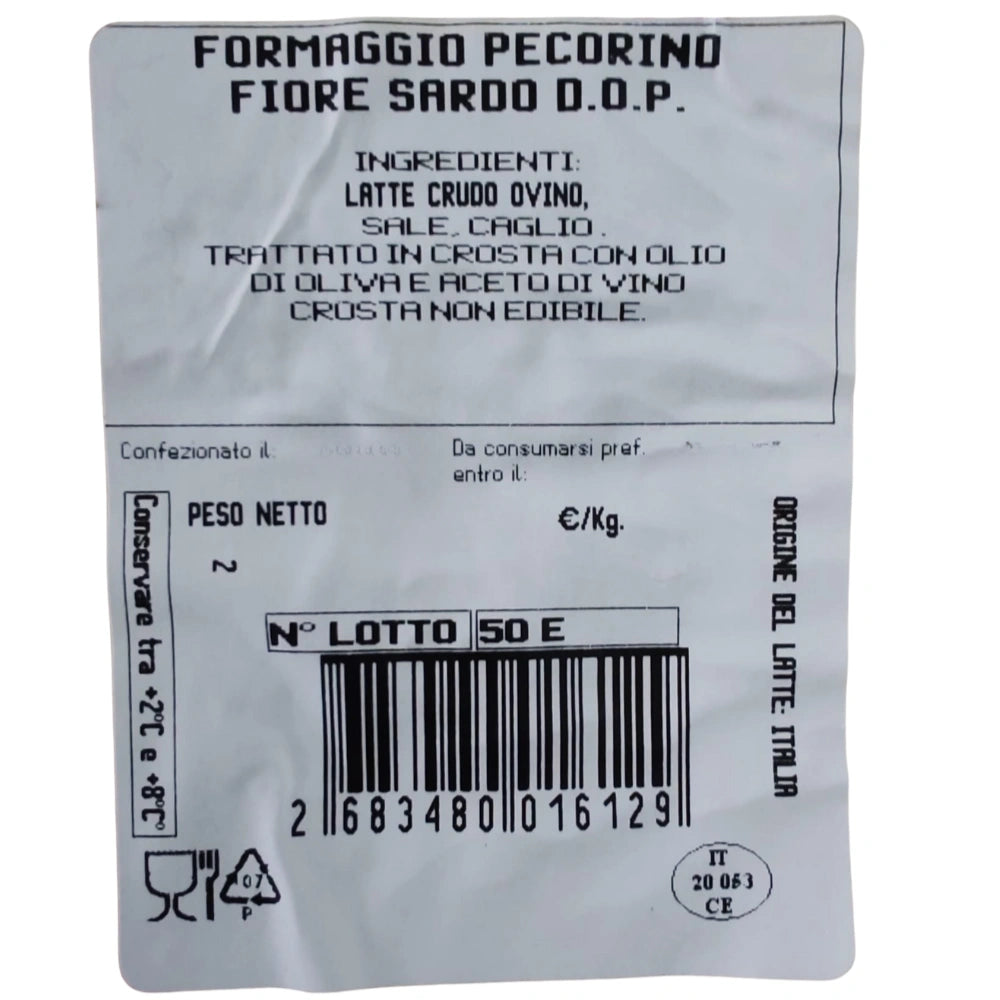 FORMAGGIO PECORINO
FIORE SARDO D.O.P.
INGREDIENTI:
LATTE CRUDO OVINO,
SALE, CAGLIO.
TRATTATO IN CROSTA CON OLIO
DI OLIVA E ACETO DI VINO
CROSTA NON EDIBILE.
Confezionato il:
Da consumarsi pref.
entro il:
Conservare tra +2°C e +8°C
PESO NETTO
€/Kg.
2
ORIGINE DEL LATTE: ITALIA
N° LOTTO 50 E
2 683480 016129
07
P
IT
20 053
CE